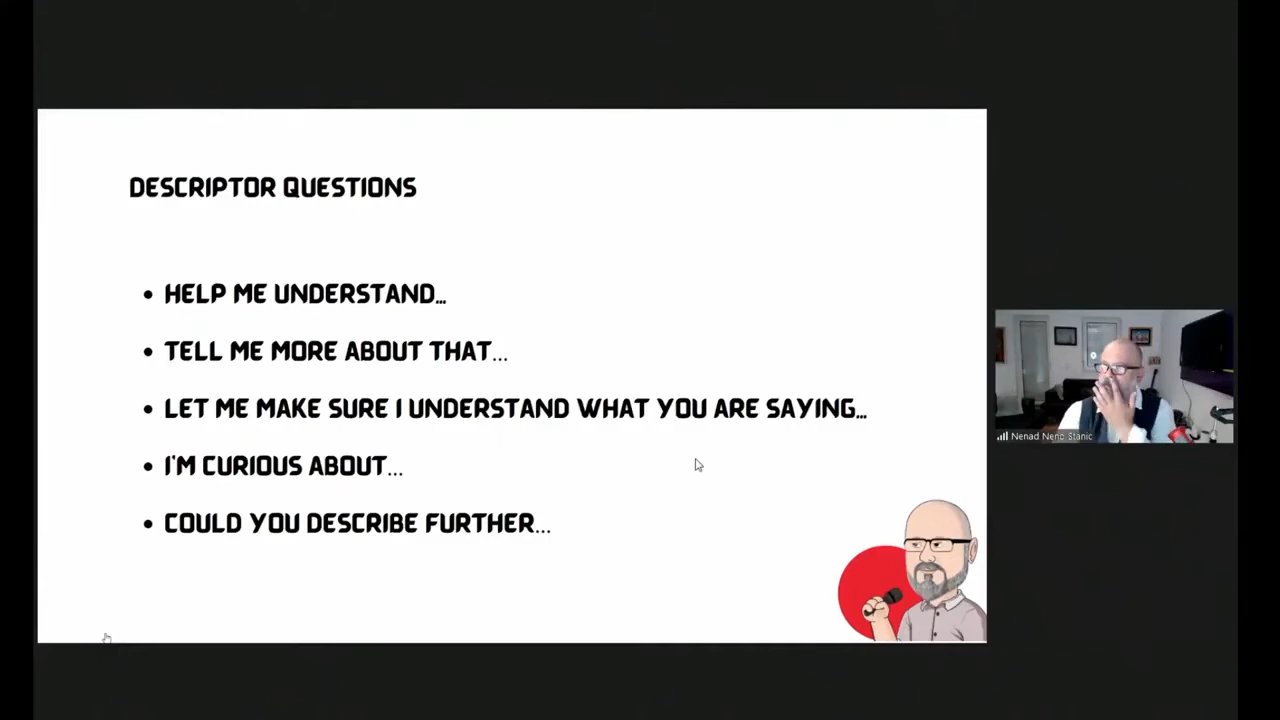 DESCRIPTOR QUESTIONS
• HELP ME UNDERSTAND...
• TELL ME MORE ABOUT THAT...
• LET ME MAKE SURE I UNDERSTAND WHAT YOU ARE SAYING...
• I'M CURIOUS ABOUT...
• COULD YOU DESCRIBE FURTHER...
Nenad Neno Stanic